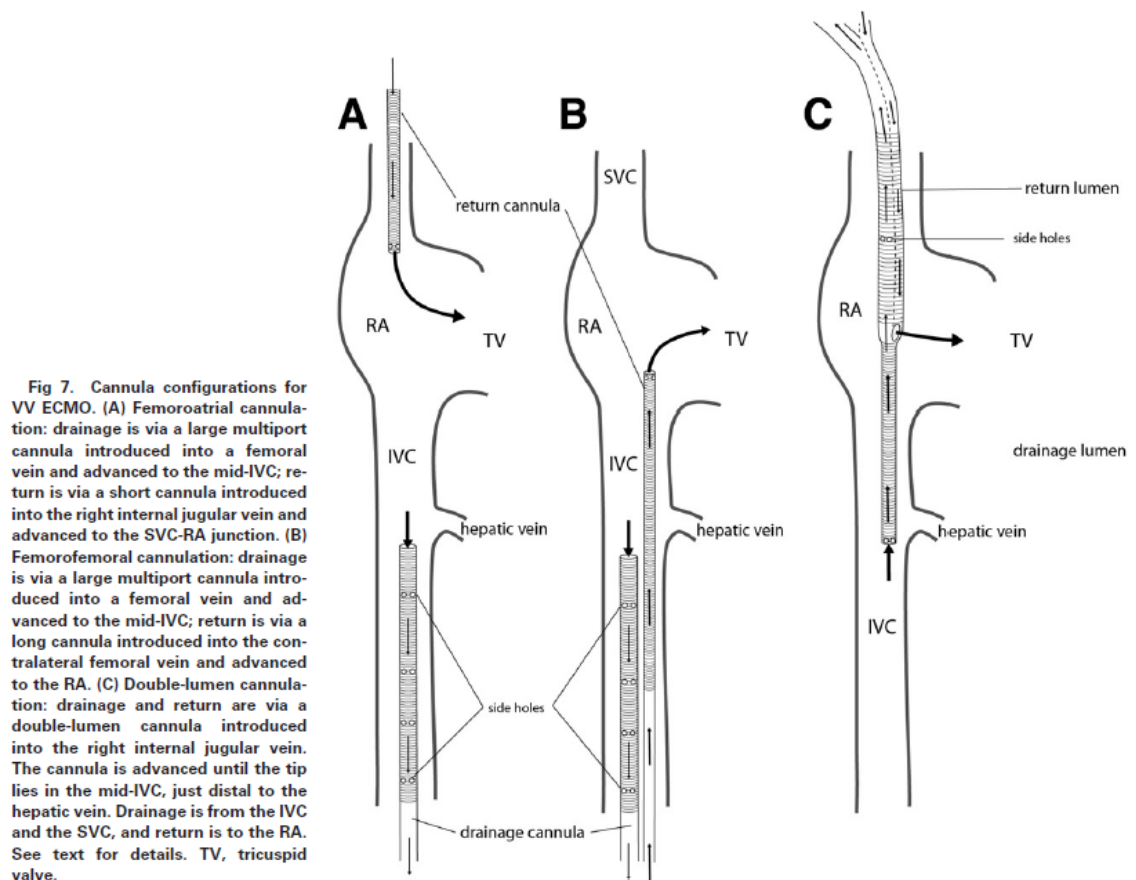 Fig 7. Cannula configurations for
VV ECMO. (A) Femoroatrial cannula-
tion: drainage is via a large multiport
cannula introduced into a femoral
vein and advanced to the mid-IVC; re-
turn is via a short cannula introduced
into the right internal jugular vein and
advanced to the SVC-RA junction. (B)
Femorofemoral cannulation: drainage
is via a large multiport cannula intro-
duced into a femoral vein and ad-
vanced to the mid-IVC; return is via a
long cannula introduced into the con-
tralateral femoral vein and advanced
to the RA. (C) Double-lumen cannula-
tion: drainage and return are via a
double-lumen cannula introduced
into the right internal jugular vein.
The cannula is advanced until the tip
lies in the mid-IVC, just distal to the
hepatic vein. Drainage is from the IVC
and the SVC, and return is to the RA.
See text for details. TV, tricuspid
valve.
A
return cannula
RA
TV
IVC
hepatic vein
side holes
drainage cannula
B
SVC
RA
TV
IVC
hepatic vein
C
return lumen
side holes
RA
TV
drainage lumen
hepatic vein
IVC